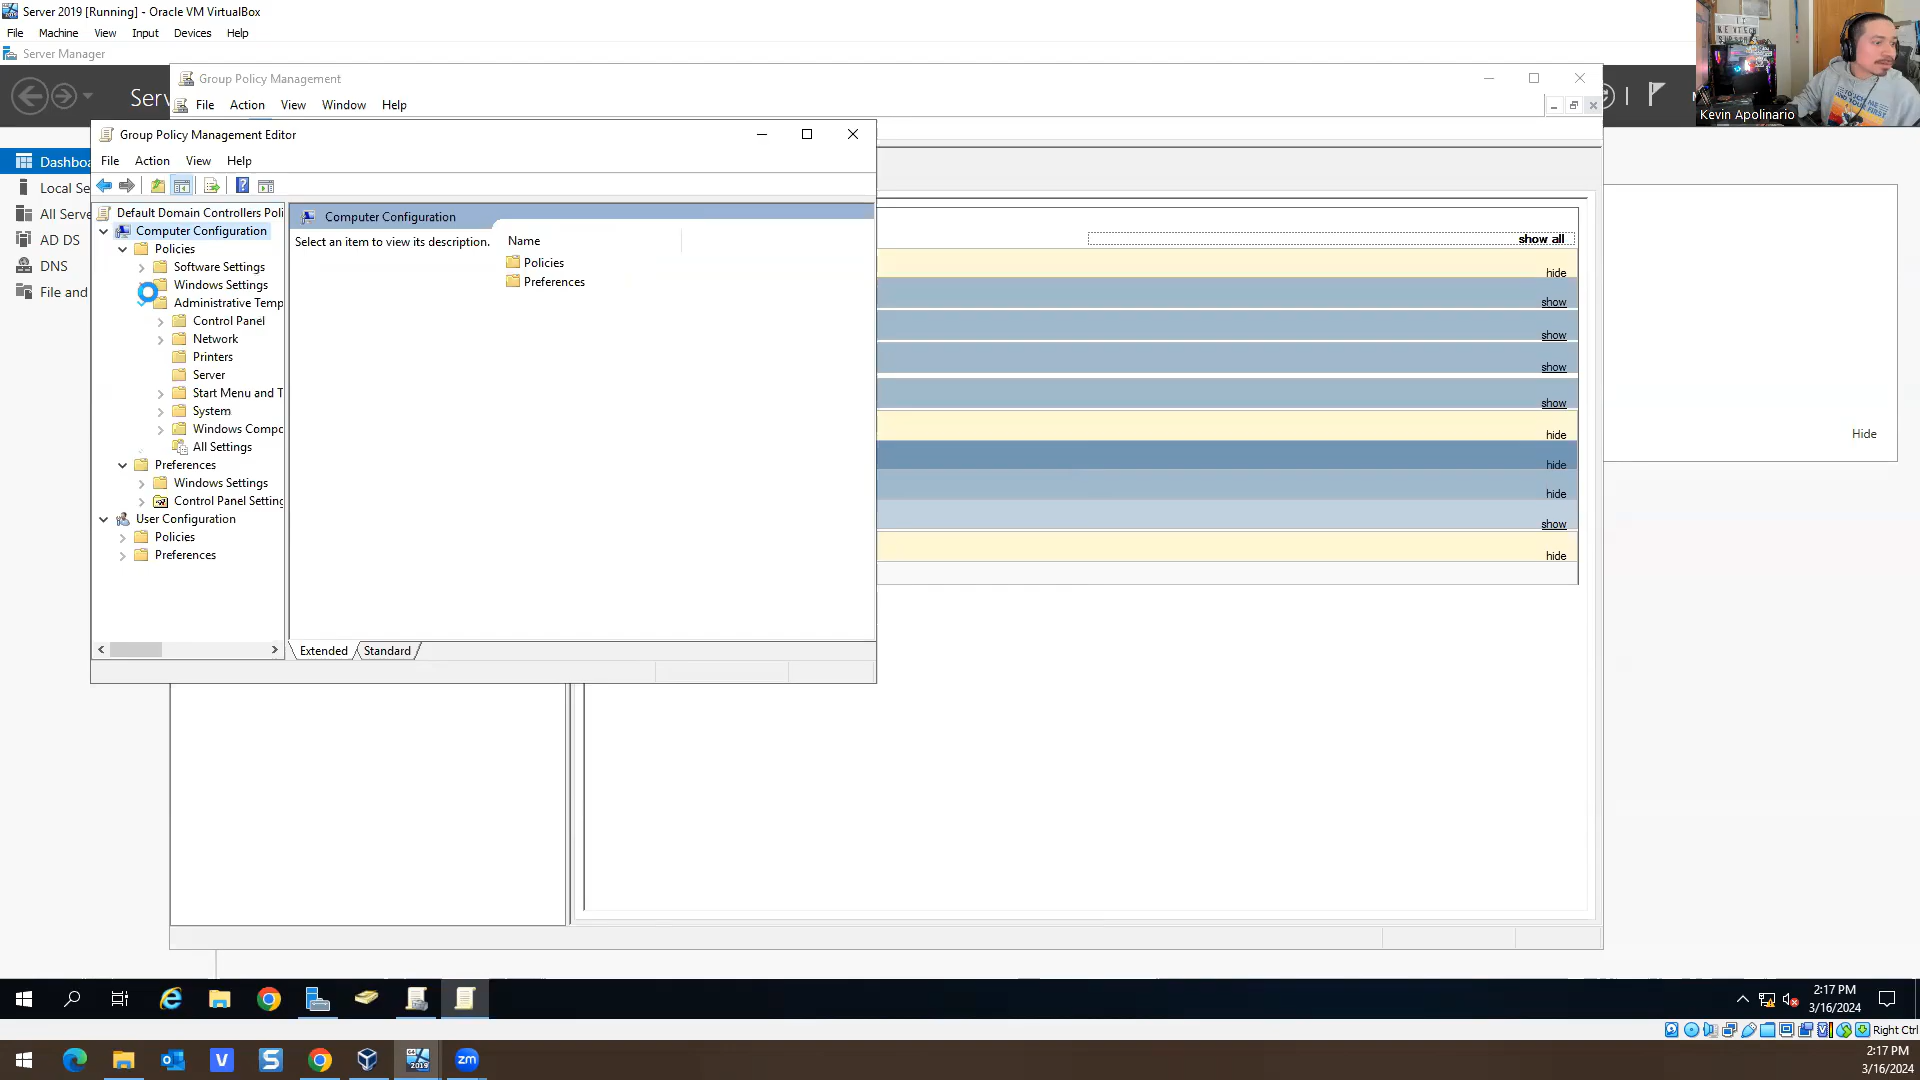 Server 2019 [Running] - Oracle VM VirtualBox
File Machine View Input Devices Help
Server Manager
Group Policy Management
File Action View Window Help
Serv
Kevin Apolinario
Group Policy Management Editor
File Action View Help
Dashboa
Local Se
All Serve
AD DS
DNS
File and
Default Domain Controllers Poli
Computer Configuration
Policies
Software Settings
Windows Settings
Administrative Temp
Control Panel
Network
Printers
Server
Start Menu and T
System
Windows Compo
All Settings
Preferences
Windows Settings
Control Panel Setting
User Configuration
Policies
Preferences
Computer Configuration
Select an item to view its description.
Name
Policies
Preferences
Extended Standard
show all
hide
show
show
show
show
hide
hide
hide
show
hide
Hide
2:17 PM
3/16/2024
Right Ctrl
2019
zm
2:17 PM
3/16/2024